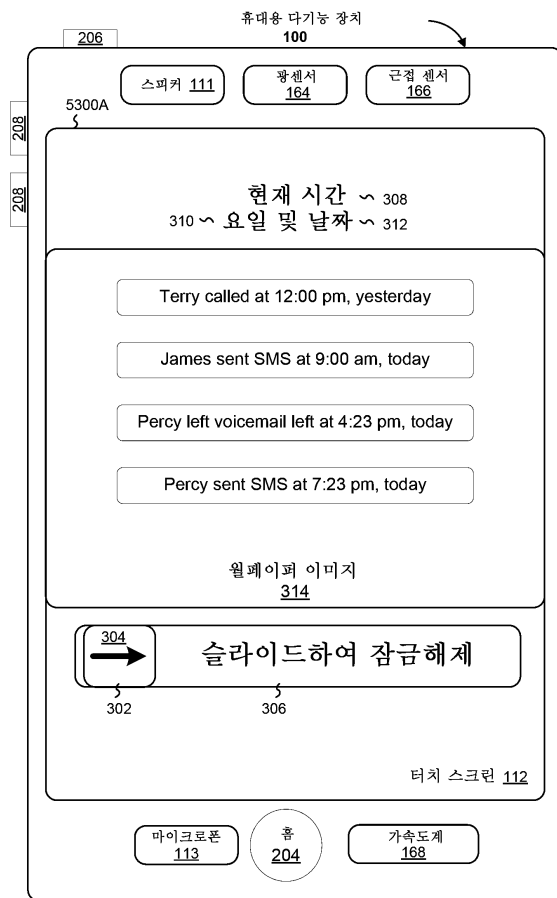 휴대용 다기능 장치
100
206
스피커 111
광센서
164
근접 센서
166
5300A
208
208
현재 시간 ~ 308
310 ~ 요일 및 날짜 ~ 312
Terry called at 12:00 pm, yesterday
James sent SMS at 9:00 am, today
Percy left voicemail left at 4:23 pm, today
Percy sent SMS at 7:23 pm, today
월페이퍼 이미지
314
304
슬라이드하여 잠금해제
302
306
터치 스크린 112
마이크로폰
113
홈
204
가속도계
168